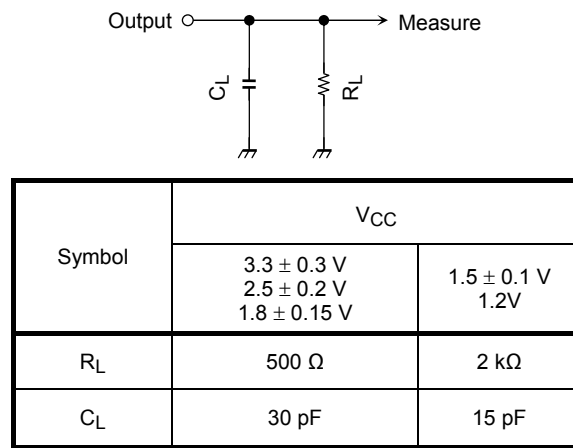 Output
Measure
CL
RL
Symbol
VCC
3.3 ± 0.3 V
2.5 ± 0.2 V
1.8 ± 0.15 V
1.5 ± 0.1 V
1.2V
RL
500 Ω
2 kΩ
CL
30 pF
15 pF